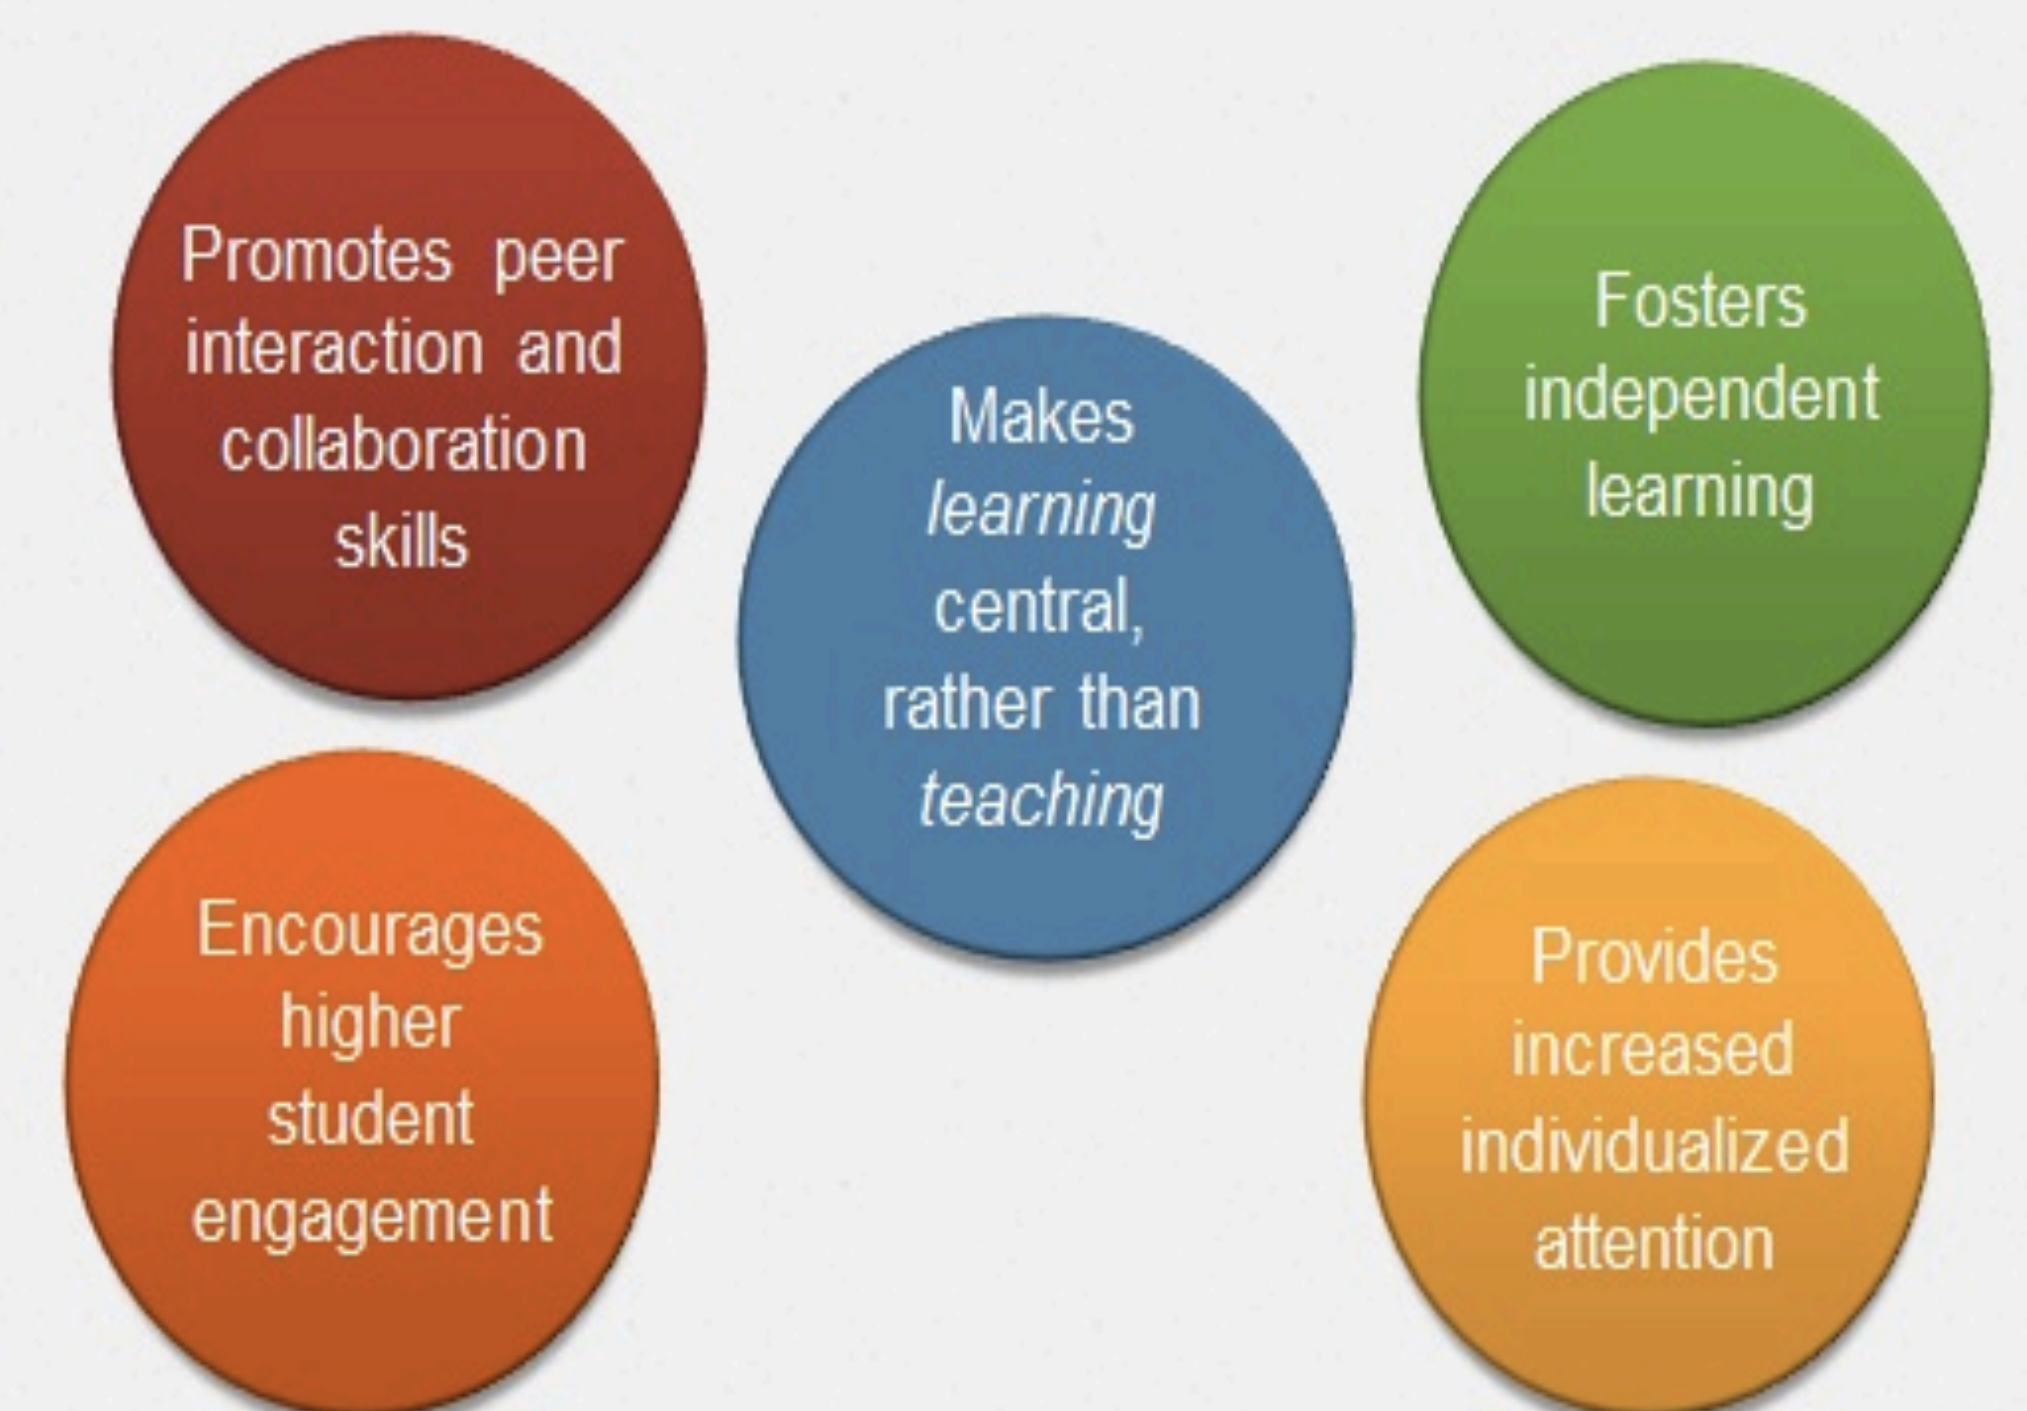 Promotes peer
interaction and
collaboration
skills
Makes
learning
central,
rather than
teaching
Fosters
independent
learning
Encourages
higher
student
engagement
Provides
increased
individualized
attention